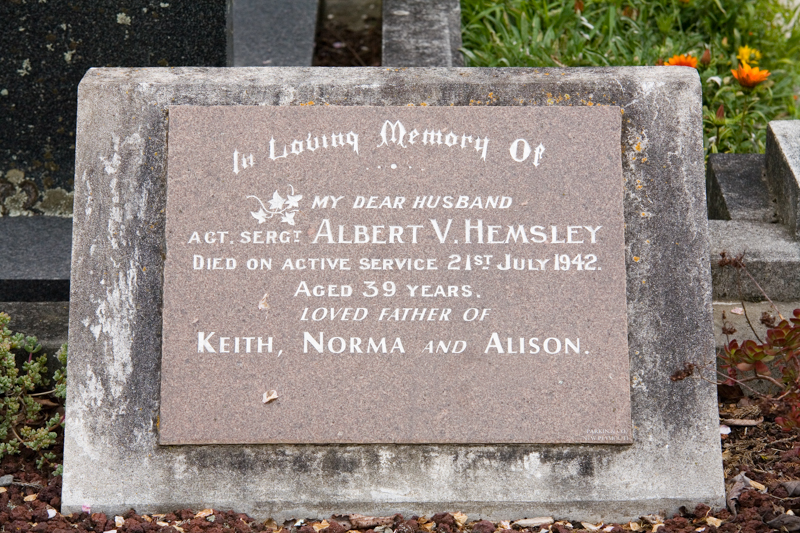 In Loving Memory Of
MY DEAR HUSBAND
ACT. SERGT ALBERT V. HEMSLEY
DIED ON ACTIVE SERVICE 21ST JULY 1942.
AGED 39 YEARS.
LOVED FATHER OF
KEITH, NORMA AND ALISON.